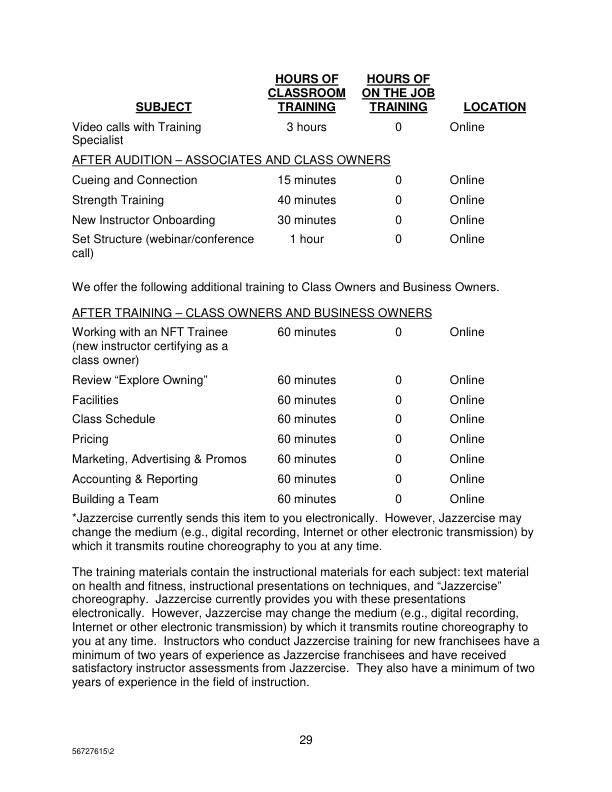 HOURS OF CLASSROOM TRAINING HOURS OF ON THE JOB TRAINING
SUBJECT LOCATION
Video calls with Training Specialist 3 hours 0 Online
AFTER AUDITION – ASSOCIATES AND CLASS OWNERS
Cueing and Connection 15 minutes 0 Online
Strength Training 40 minutes 0 Online
New Instructor Onboarding 30 minutes 0 Online
Set Structure (webinar/conference call) 1 hour 0 Online
We offer the following additional training to Class Owners and Business Owners.
AFTER TRAINING – CLASS OWNERS AND BUSINESS OWNERS
Working with an NFT Trainee 60 minutes 0 Online
(new instructor certifying as a
class owner)
Review “Explore Owning” 60 minutes 0 Online
Facilities 60 minutes 0 Online
Class Schedule 60 minutes 0 Online
Pricing 60 minutes 0 Online
Marketing, Advertising & Promos 60 minutes 0 Online
Accounting & Reporting 60 minutes 0 Online
Building a Team 60 minutes 0 Online
*Jazzercise currently sends this item to you electronically. However, Jazzercise may
change the medium (e.g., digital recording, Internet or other electronic transmission) by
which it transmits routine choreography to you at any time.
The training materials contain the instructional materials for each subject: text material
on health and fitness, instructional presentations on techniques, and “Jazzercise”
choreography. Jazzercise currently provides you with these presentations
electronically. However, Jazzercise may change the medium (e.g., digital recording,
Internet or other electronic transmission) by which it transmits routine choreography to
you at any time. Instructors who conduct Jazzercise training for new franchisees have a
minimum of two years of experience as Jazzercise franchisees and have received
satisfactory instructor assessments from Jazzercise. They also have a minimum of two
years of experience in the field of instruction.
29
56727615\2